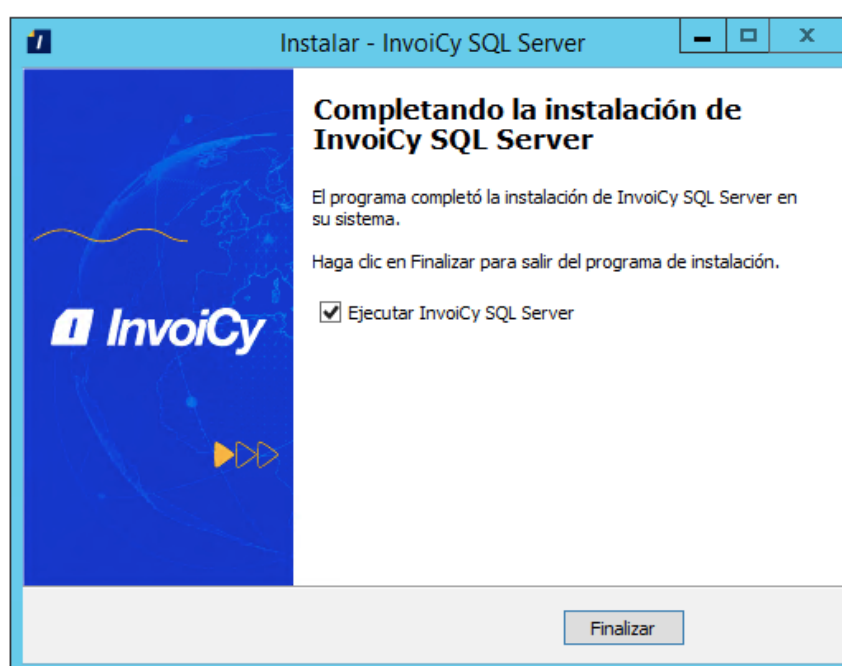 Instalar - InvoiCy SQL Server
Completando la instalación de
InvoiCy SQL Server
El programa completó la instalación de InvoiCy SQL Server en
su sistema.
Haga clic en Finalizar para salir del programa de instalación.
Ejecutar InvoiCy SQL Server
InvoiCy
Finalizar